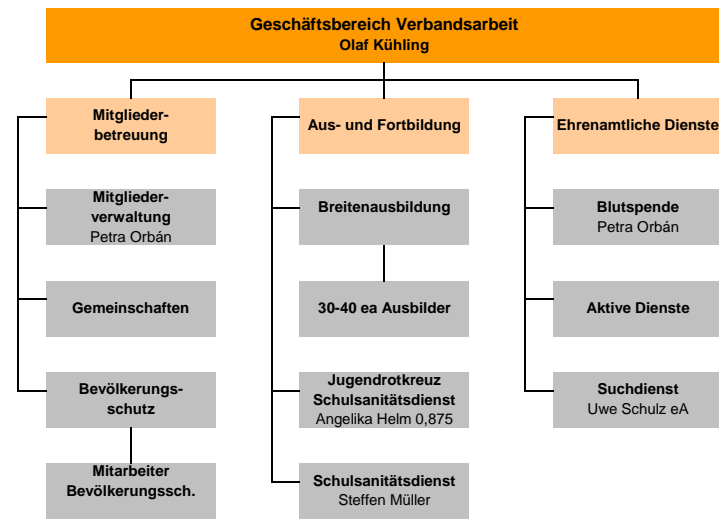 Geschäftsbereich Verbandsarbeit
Olaf Kühling
Mitglieder-
betreuung
Aus- und Fortbildung
Ehrenamtliche Dienste
Mitglieder-
verwaltung
Petra Orbán
Breitenausbildung
Blutspende
Petra Orbán
Gemeinschaften
30-40 ea Ausbilder
Aktive Dienste
Bevölkerungs-
schutz
Jugendrotkreuz
Schulsanitätsdienst
Angelika Helm 0,875
Suchdienst
Uwe Schulz eA
Mitarbeiter
Bevölkerungssch.
Schulsanitätsdienst
Steffen Müller